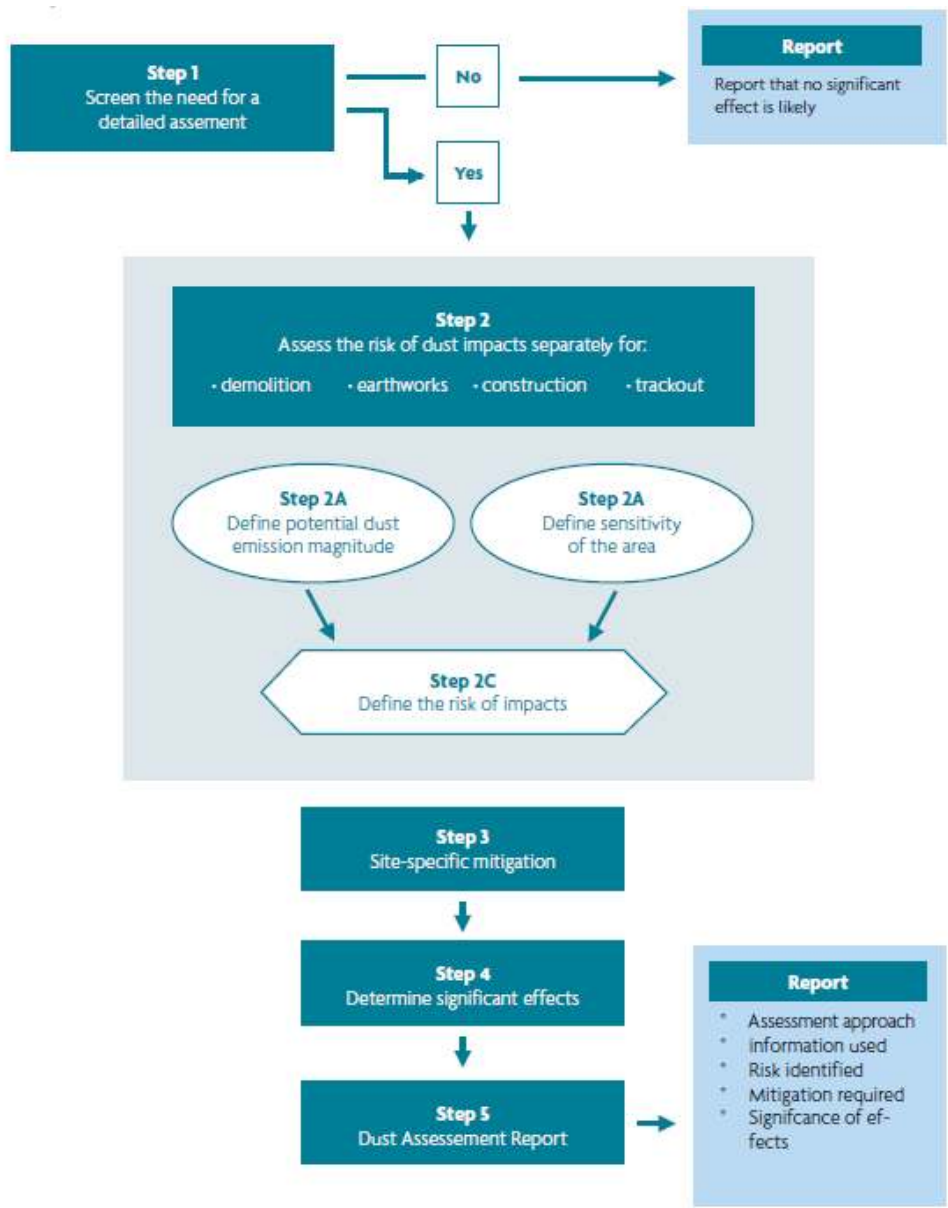 Step 1
Screen the need for a
detailed assement
No
Report
Report that no significant
effect is likely
Yes
Step 2
Assess the risk of dust impacts separately for:
· demolition · earthworks · construction · trackout
Step 2A
Define potential dust
emission magnitude
Step 2A
Define sensitivity
of the area
Step 2C
Define the risk of impacts
Step 3
Site-specific mitigation
Step 4
Determine significant effects
Step 5
Dust Assessement Report
Report
* Assessment approach
* information used
* Risk identified
* Mitigation required
* Signifcance of ef-
fects